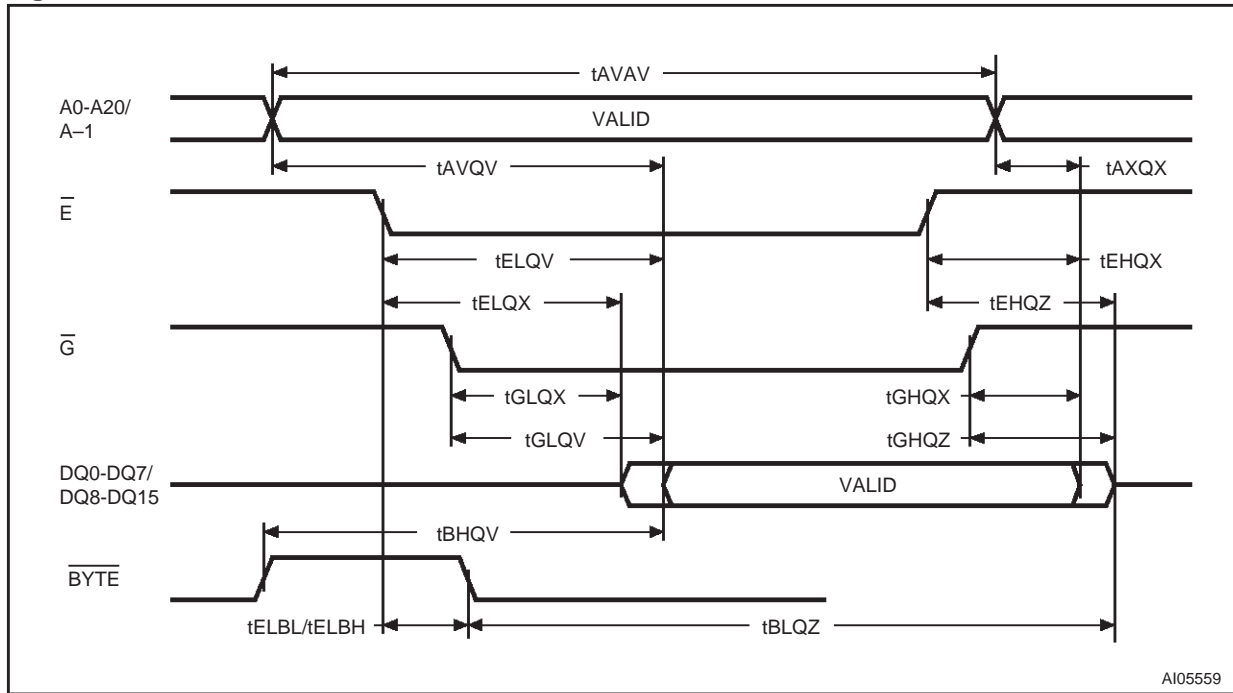 tAVAV
A0-A20/
A–1
VALID
tAVQV
tAXQX
E
tELQV
tEHQX
tELQX
tEHQZ
G
tGLQX
tGHQX
tGLQV
tGHQZ
DQ0-DQ7/
DQ8-DQ15
VALID
tBHQV
BYTE
tELBL/tELBH
tBLQZ
AI05559